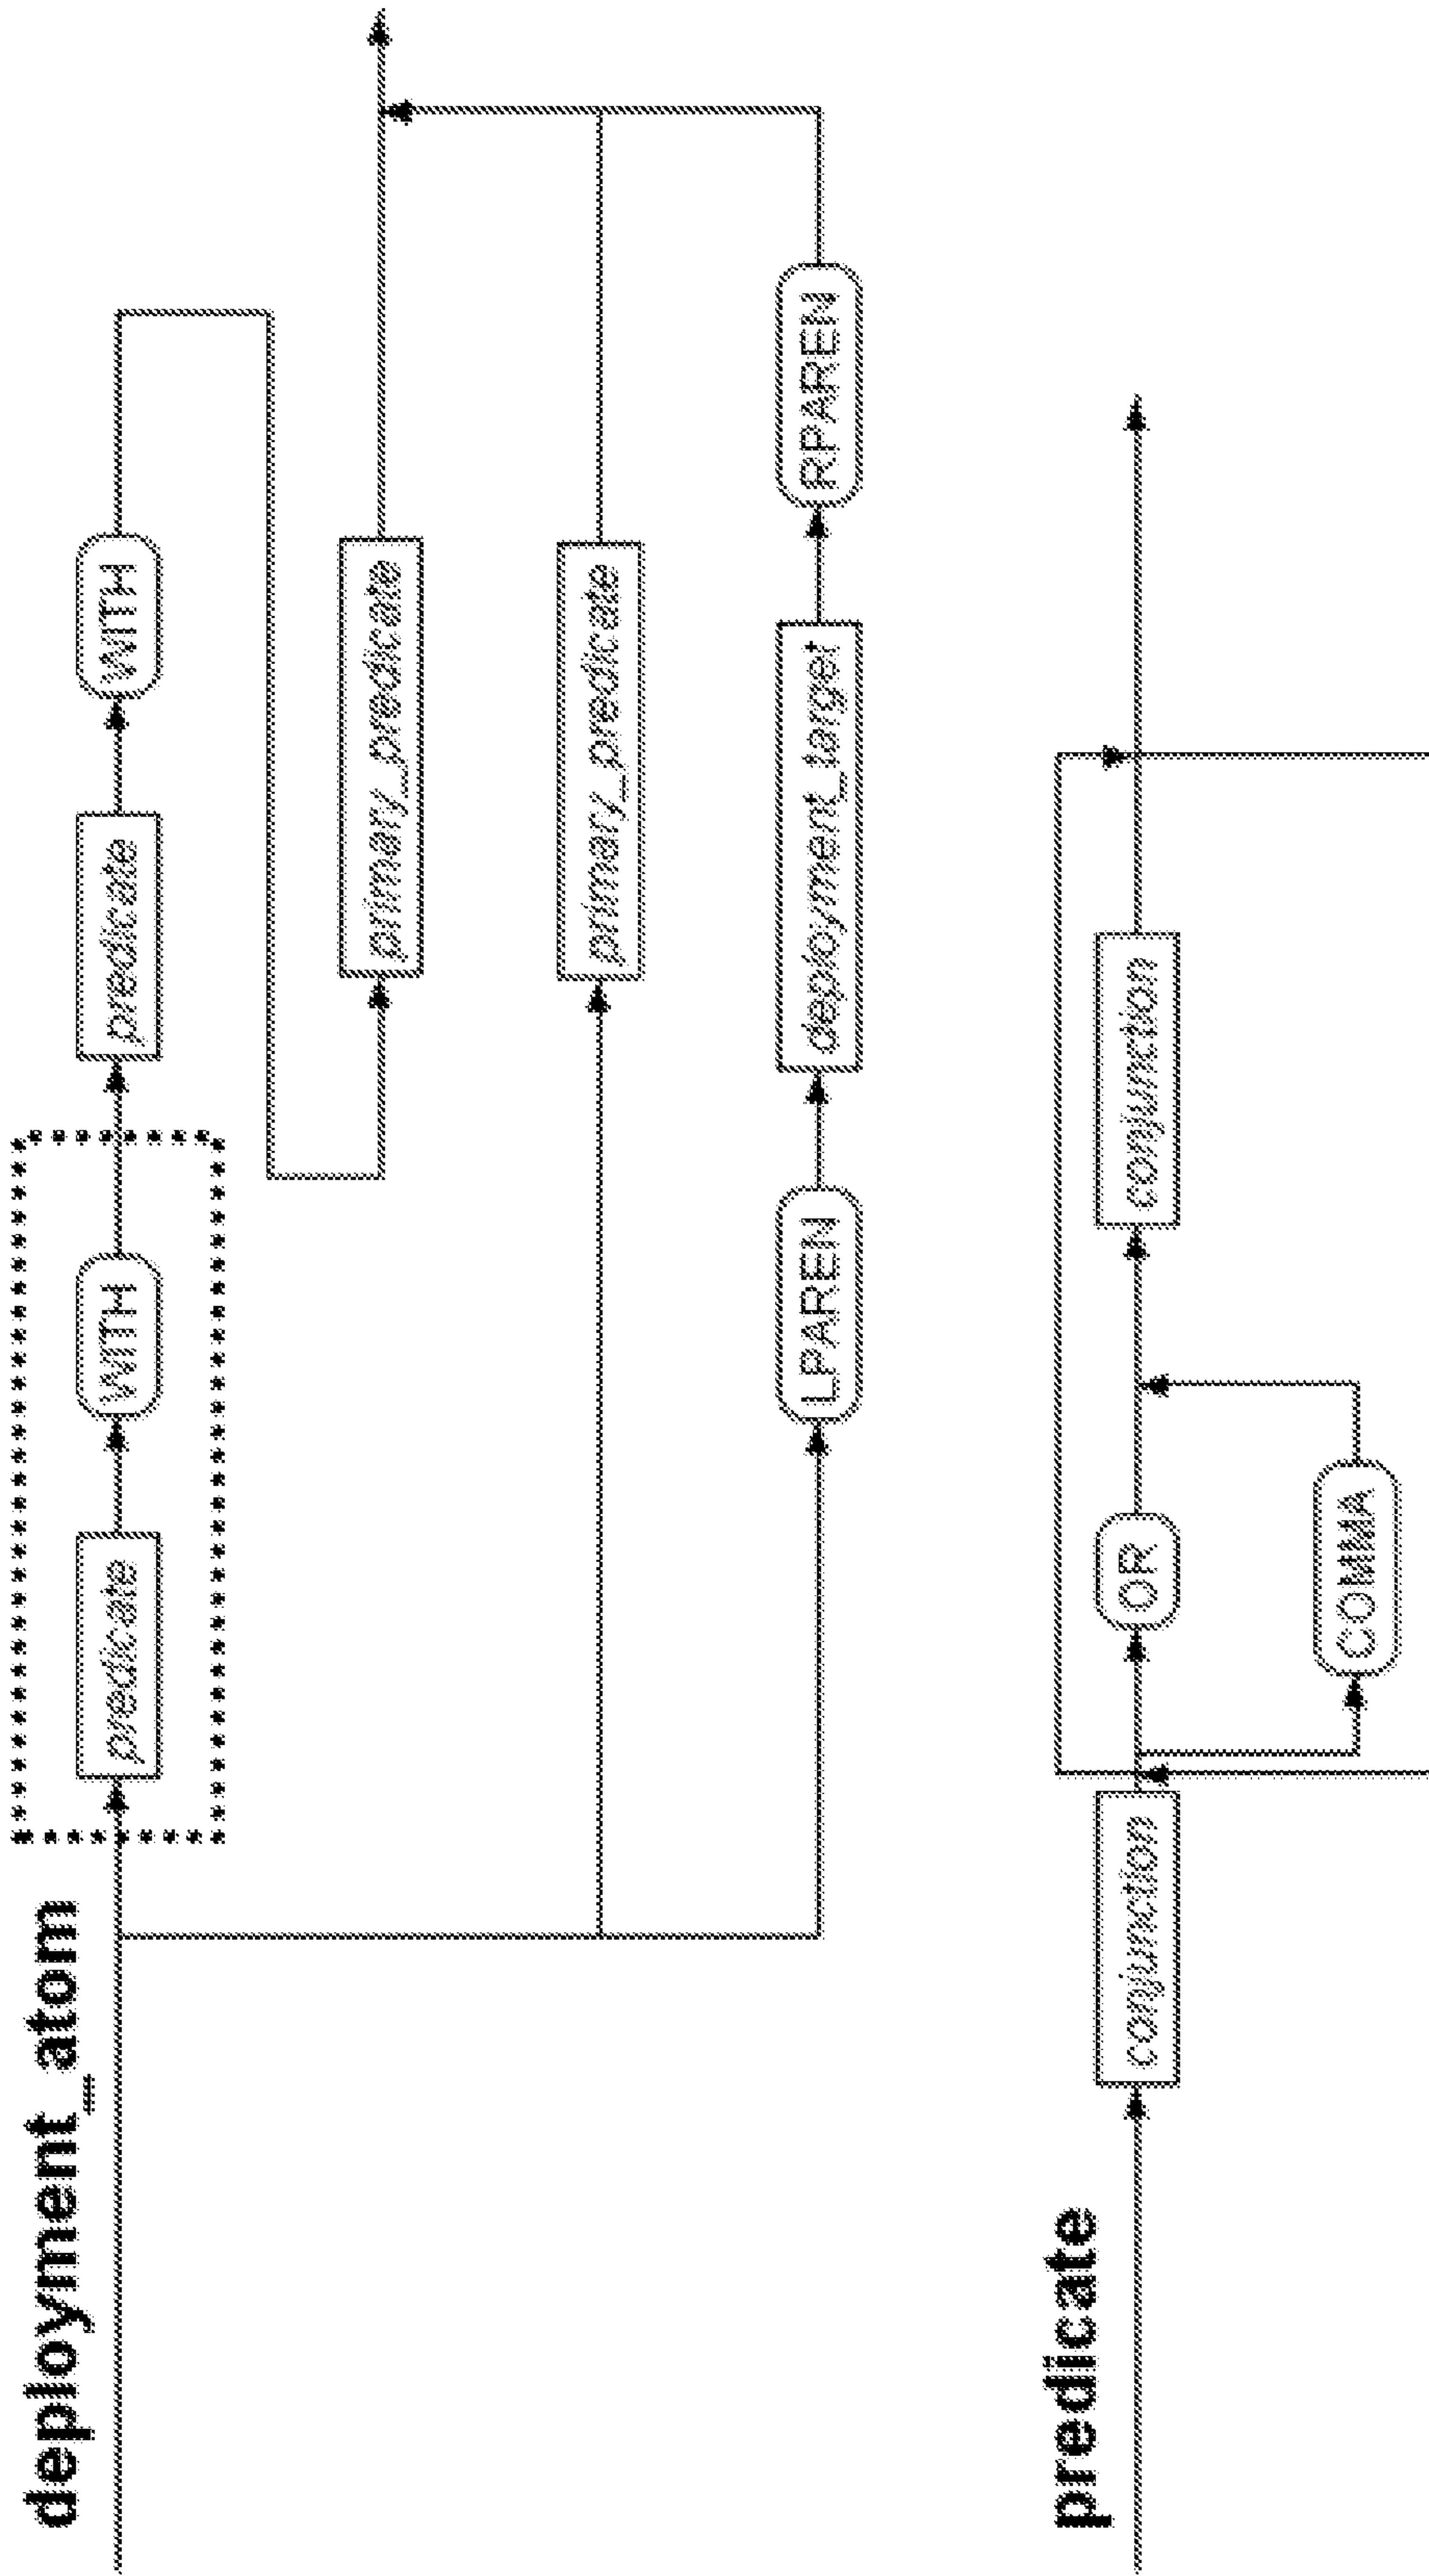 deployment_atom
predicate WITH predicate WITH
primary_predicate
primary_predicate
LPAREN deployment_target RPAREN
predicate
conjunction OR conjunction
COMMA